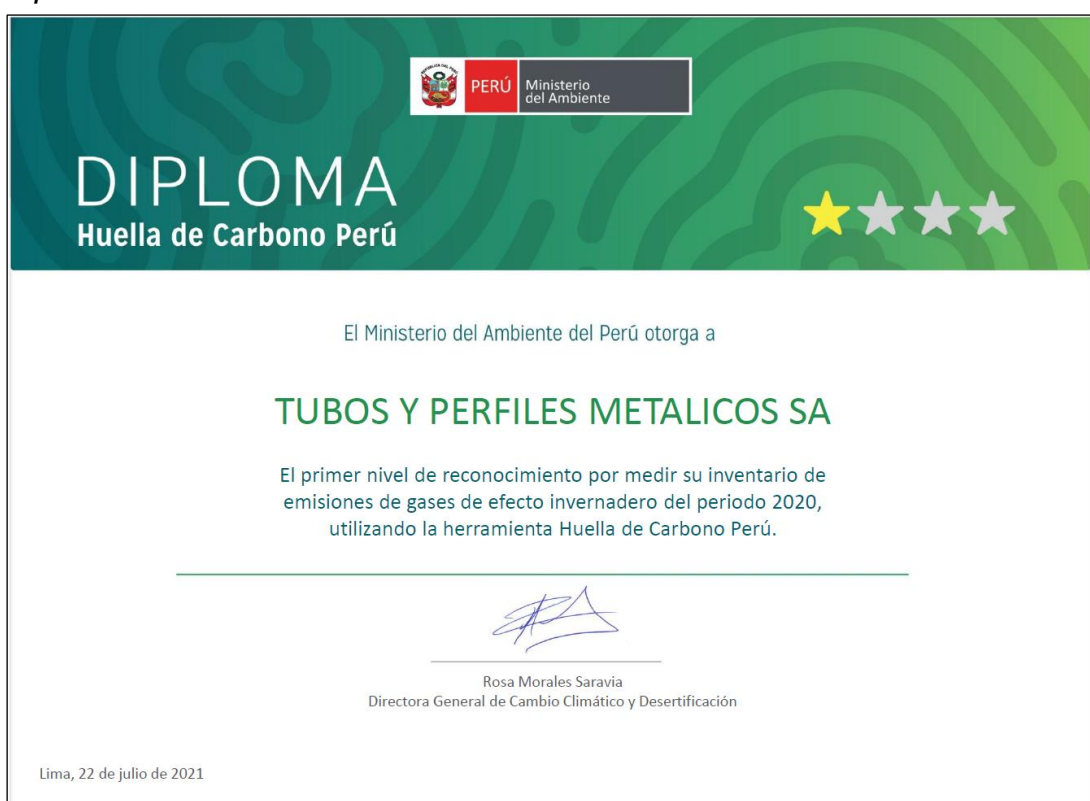 PERÚ
Ministerio
del Ambiente
DIPLOMA
Huella de Carbono Perú
El Ministerio del Ambiente del Perú otorga a
TUBOS Y PERFILES METALICOS SA
El primer nivel de reconocimiento por medir su inventario de
emisiones de gases de efecto invernadero del periodo 2020,
utilizando la herramienta Huella de Carbono Perú.
Rosa Morales Saravia
Directora General de Cambio Climático y Desertificación
Lima, 22 de julio de 2021